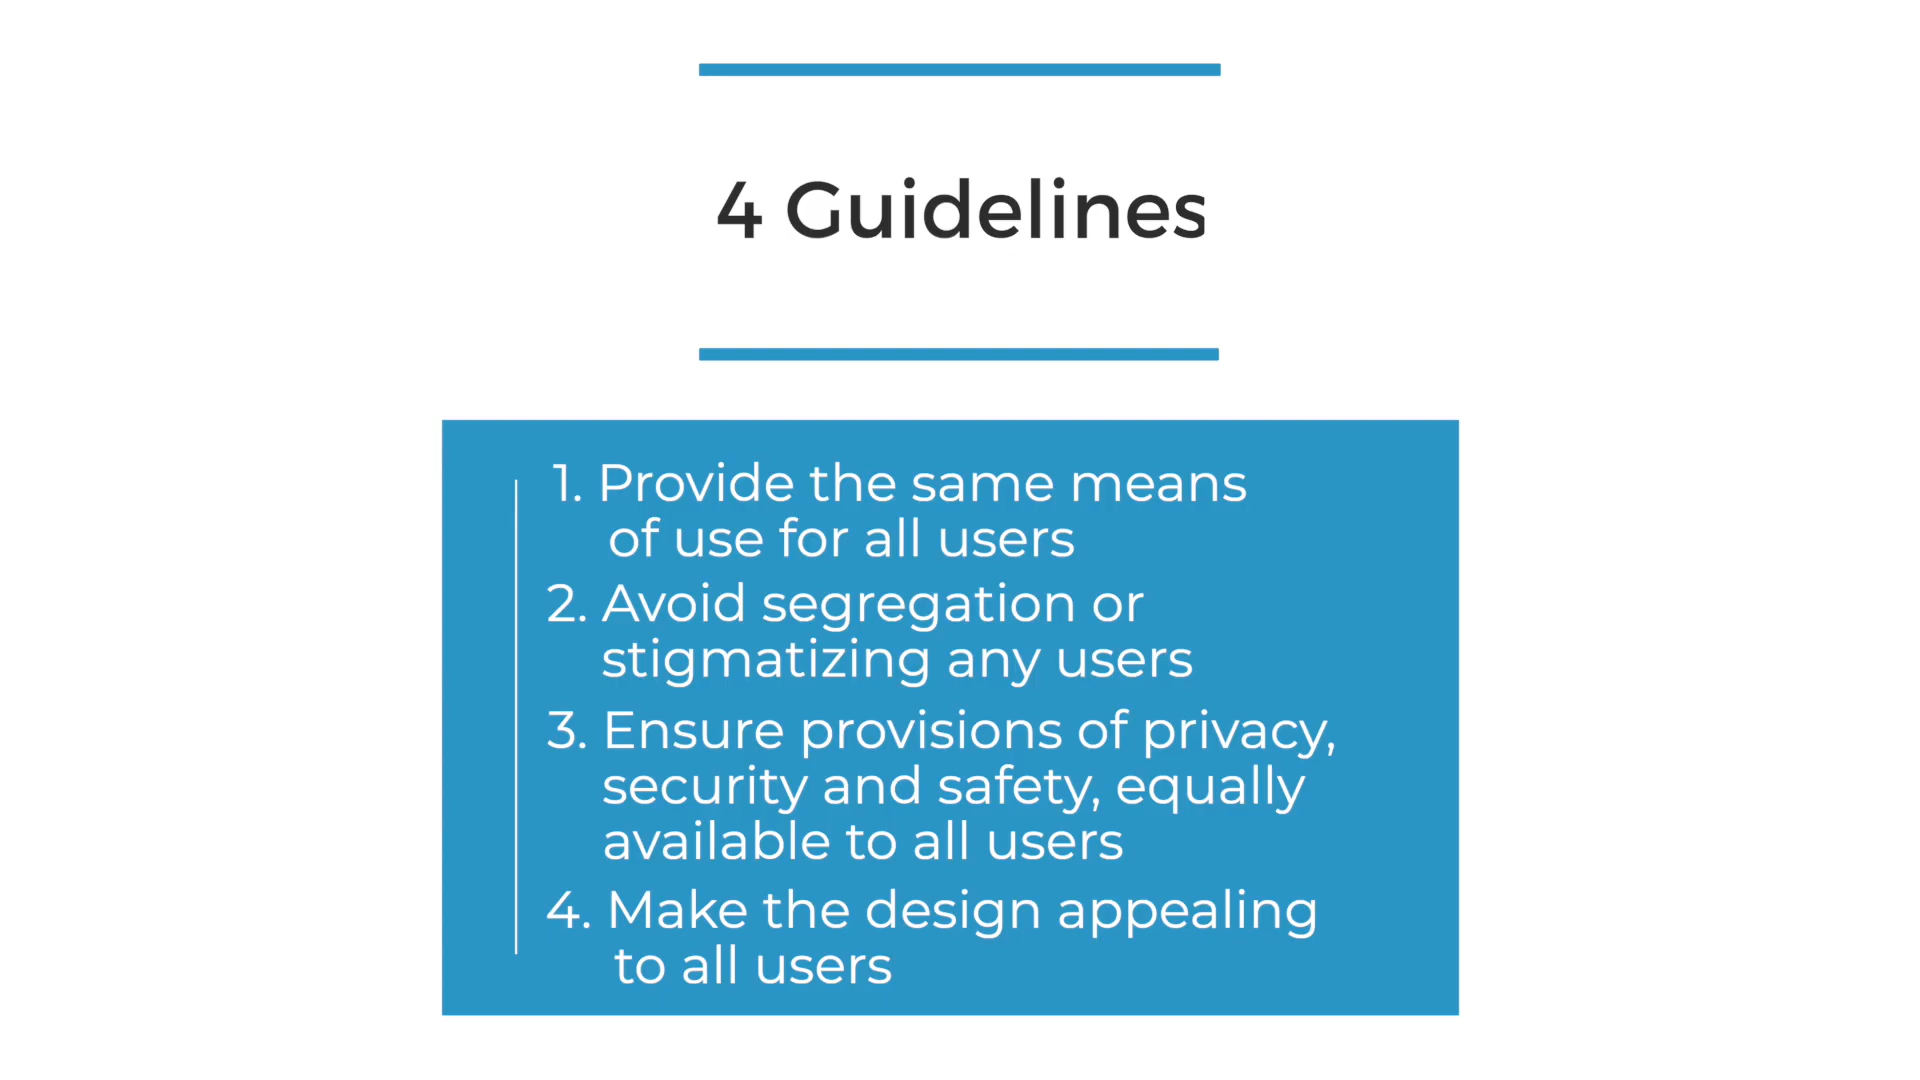 4 Guidelines
1. Provide the same means
of use for all users
2. Avoid segregation or
stigmatizing any users
3. Ensure provisions of privacy,
security and safety, equally
available to all users
4. Make the design appealing
to all users